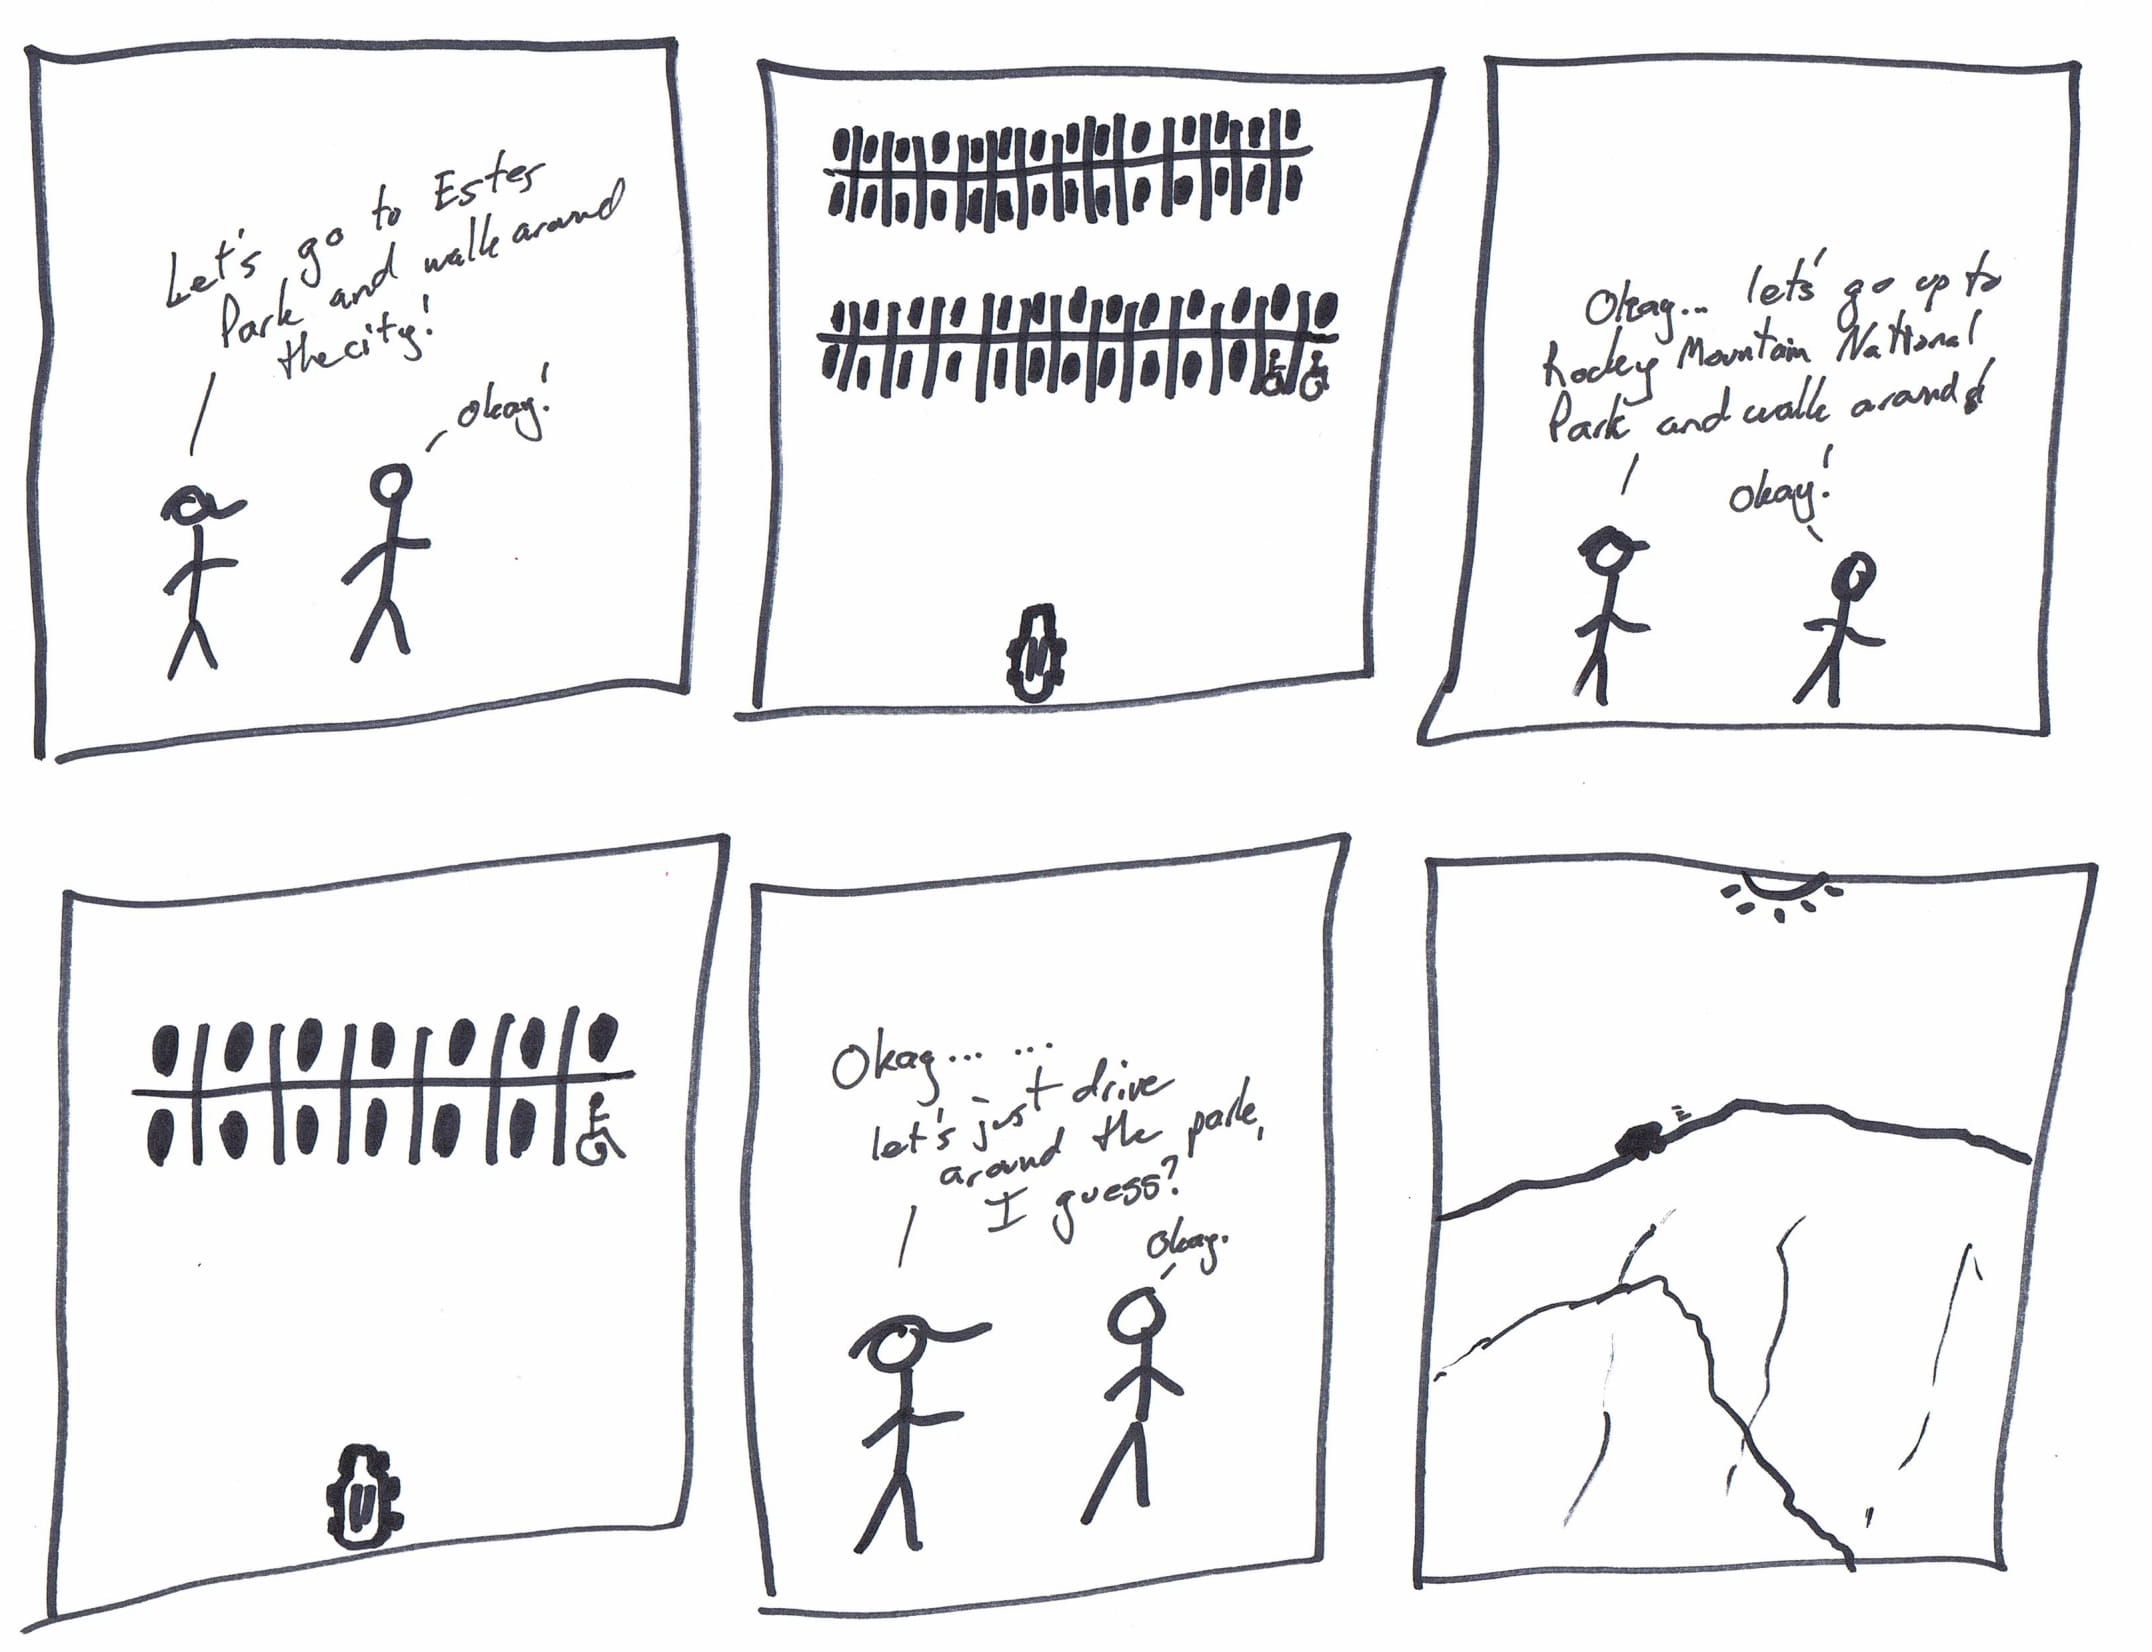 Let's go to Estes
Park and walk around
the city!
okay!
Okay... let's go up to
Rocky Mountain National
Park and walk around!
Okay!
Okay... ...
let's just drive
around the park,
I guess?
Okay.